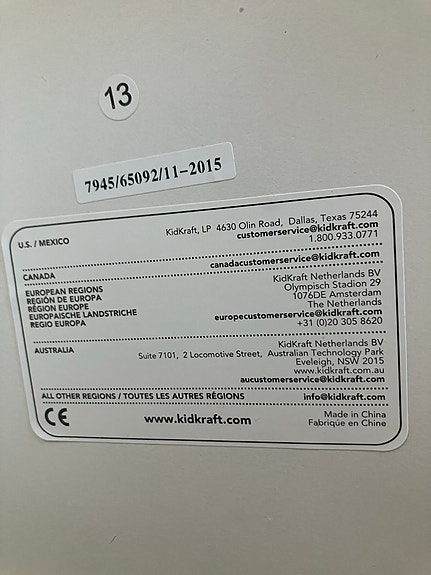 13
7945/65092/11-2015
U.S. / MEXICO
KidKraft, LP 4630 Olin Road, Dallas, Texas 75244
customerservice@kidkraft.com
1.800.933.0771
CANADA
canadacustomerservice@kidkraft.com
EUROPEAN REGIONS
REGIÓN DE EUROPA
RÉGION EUROPE
EUROPAISCHE LANDSTRICHE
REGIO EUROPA
KidKraft Netherlands BV
Olympisch Stadion 29
1076DE Amsterdam
The Netherlands
europecustomerservice@kidkraft.com
+31 (0)20 305 8620
AUSTRALIA
KidKraft Netherlands BV
Suite 7101, 2 Locomotive Street, Australian Technology Park
Eveleigh, NSW 2015
www.kidkraft.com.au
aucustomerservice@kidkraft.com
ALL OTHER REGIONS / TOUTES LES AUTRES RÉGIONS
info@kidkraft.com
CE
www.kidkraft.com
Made in China
Fabriqúe en Chine